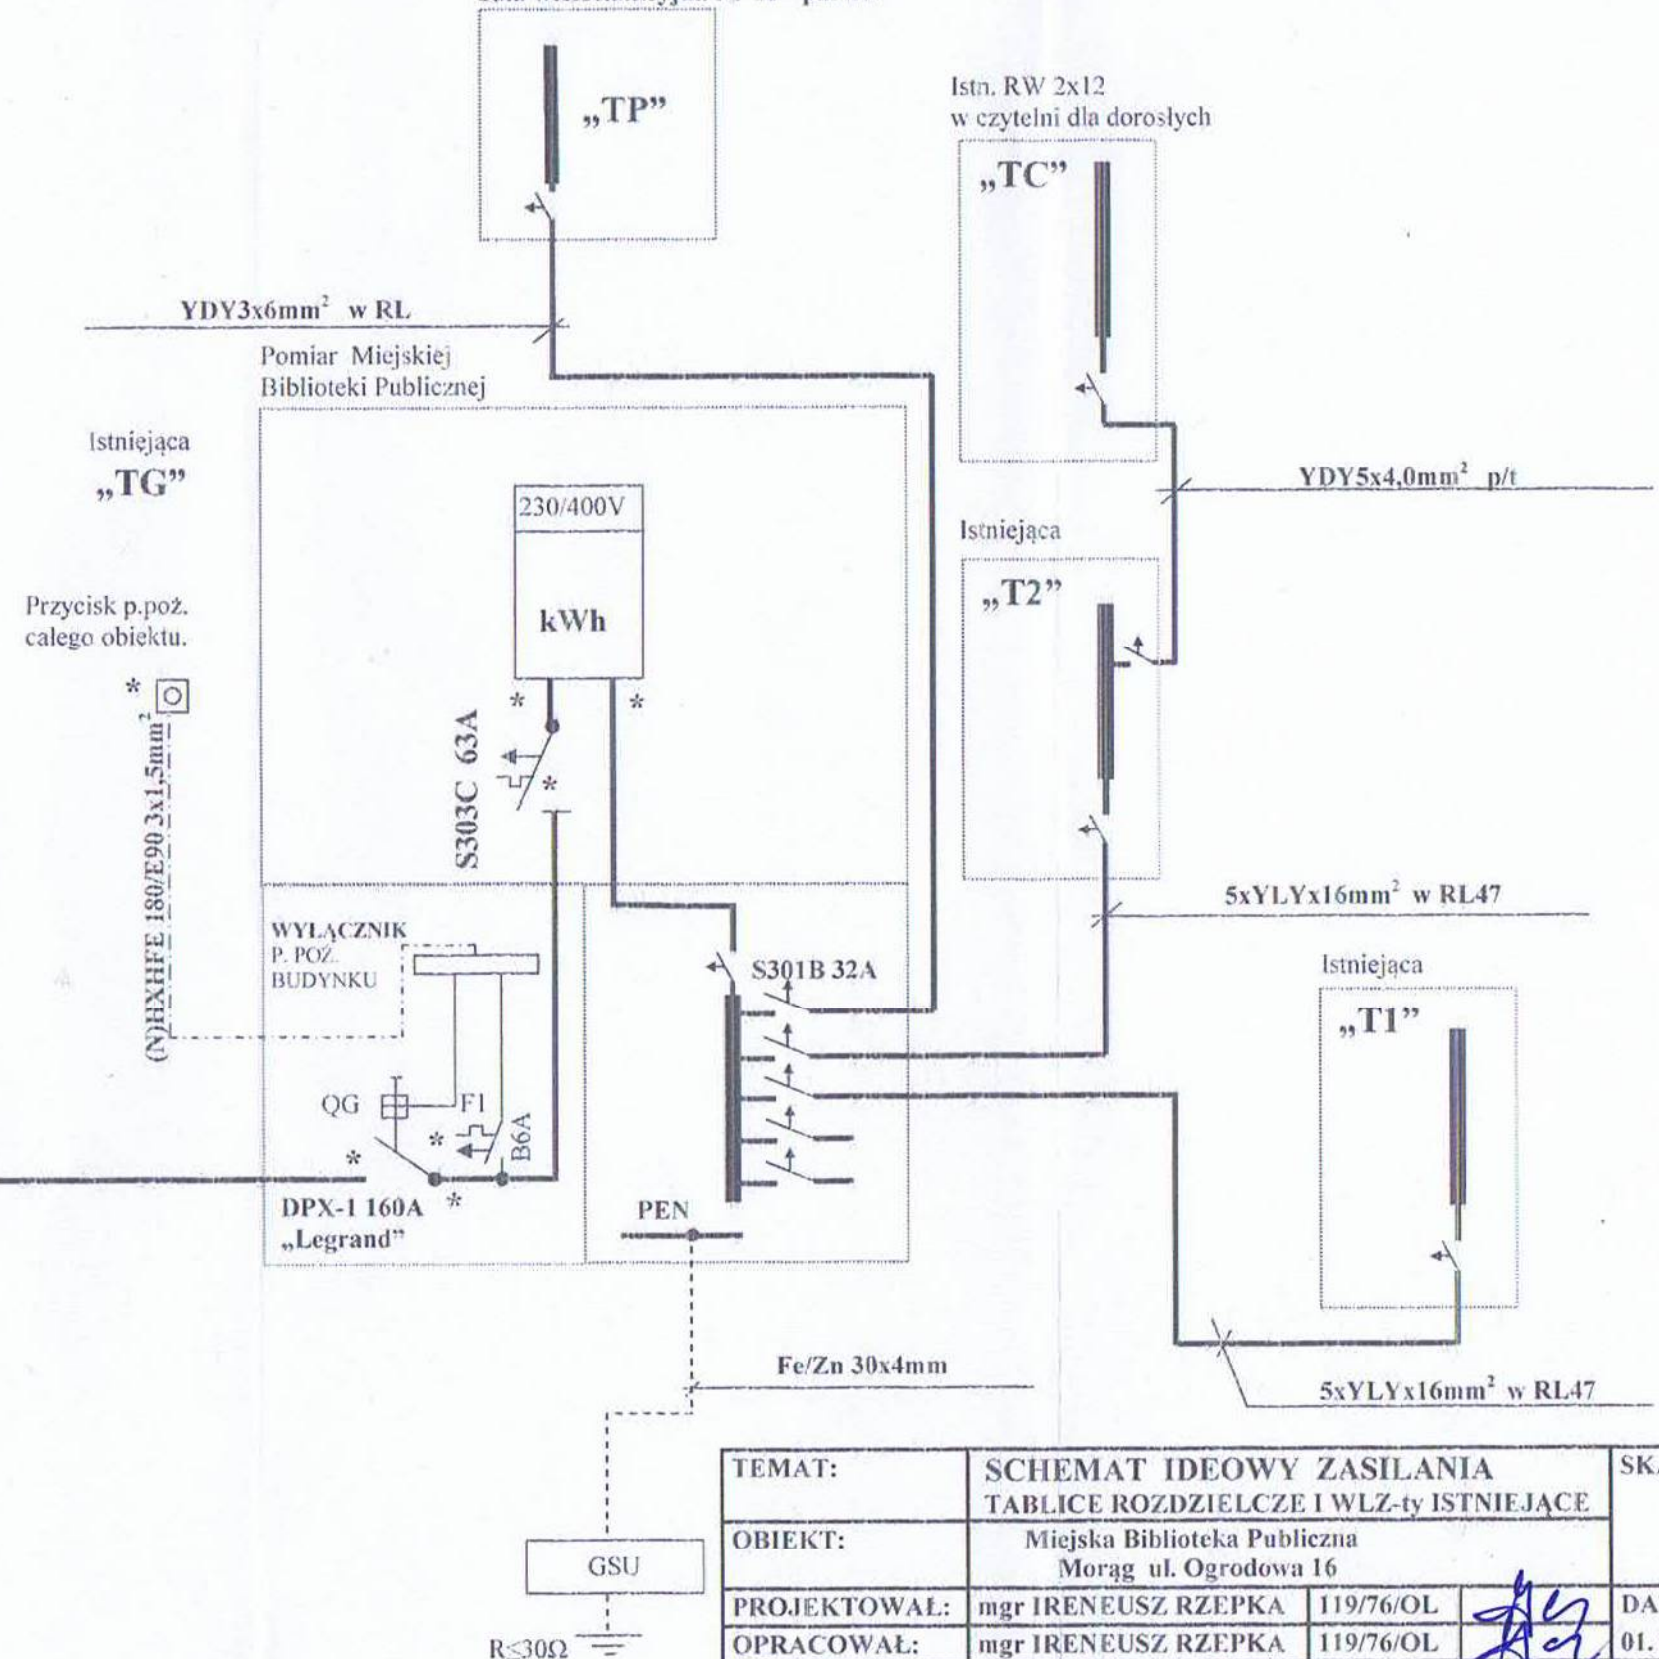 „TP”
Istn. RW 2x12
w czytelni dla dorosłych
„TC”
YDY3x6mm² w RL
Pomiar Miejskiej
Biblioteki Publicznej
Istniejąca
„TG”
230/400V
kWh
YDY5x4,0mm² p/t
Istniejąca
„T2”
Przycisk p.poż.
całego obiektu.
*
*
*
*
S303C 63A
(N)HXHFE 180/E90 3x1,5mm²
5xYLYx16mm² w RL47
WYŁĄCZNIK
P. POŻ.
BUDYNKU
S301B 32A
Istniejąca
„T1”
QG
F1
B6A
*
*
*
DPX-1 160A
„Legrand”
PEN
Fe/Zn 30x4mm
5xYLYx16mm² w RL47
GSU
R≤30Ω
TEMAT:
SCHEMAT IDEOWY ZASILANIA
TABLICE ROZDZIELCZE I WLZ-ty ISTNIEJĄCE
OBIEKT:
Miejska Biblioteka Publiczna
Morąg ul. Ogrodowa 16
PROJEKTOWAŁ: mgr IRENEUSZ RZEPKA 119/76/OL DA
OPRACOWAŁ: mgr IRENEUSZ RZEPKA 119/76/OL 01.